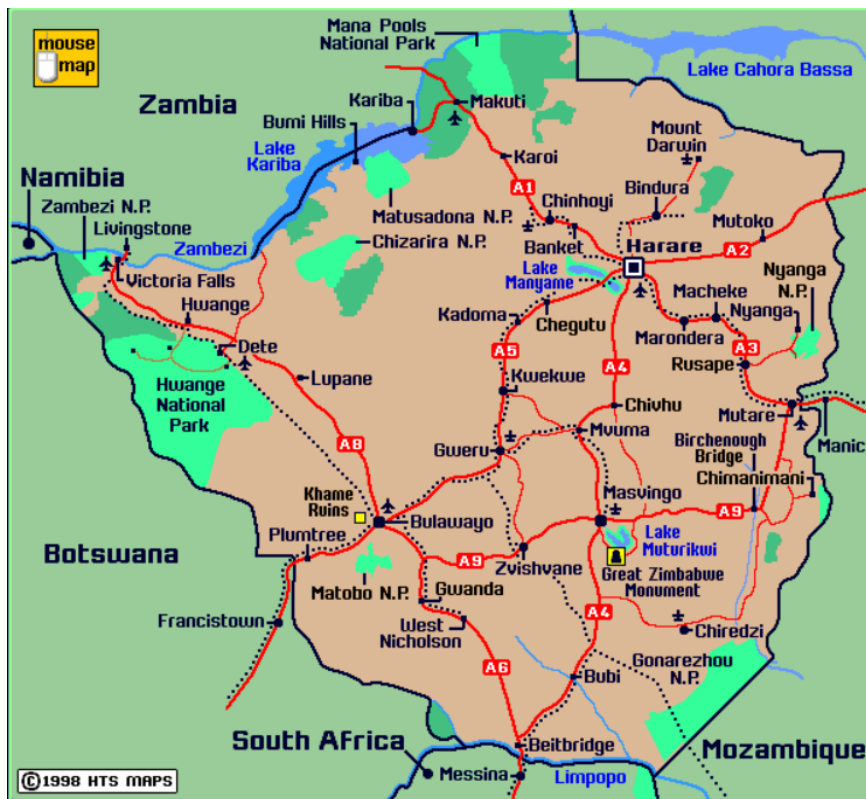 mouse
map
Mana Pools
National Park
Lake Cahora Bassa
Zambia
Kariba
Makuti
Bumi Hills
Mount
Darwin
Lake
Kariba
Karoi
Namibia
A1
Bindura
Zambezi N.P.
Matusadona N.P.
Chinhoyi
Mutoko
Livingstone
Zambezi
Chizarira N.P.
Banket
Harare
A2
Lake
Manyame
Nyanga
N.P.
Victoria Falls
Hwange
Macheke
Kadoma
Chegutu
Nyanga
Marondera
Dete
A5
A4
A3
Rusape
Lupane
Hwange
National
Park
Kwekwe
Chivhu
Mutare
A8
Mvuma
Manic
Gweru
Birchenough
Bridge
Chimanimani
Khame
Ruins
Masvingo
A9
Bulawayo
Plumtree
Lake
Muturikwi
Botswana
A9
Zvishvane
Great Zimbabwe
Monument
Matobo N.P.
Gwanda
Francistown
West
Nicholson
A4
Chiredzi
A6
Bubi
Gonarezhou
N.P.
South Africa
Beitbridge
Mozambique
Messina
Limpopo
©1998 HTS MAPS